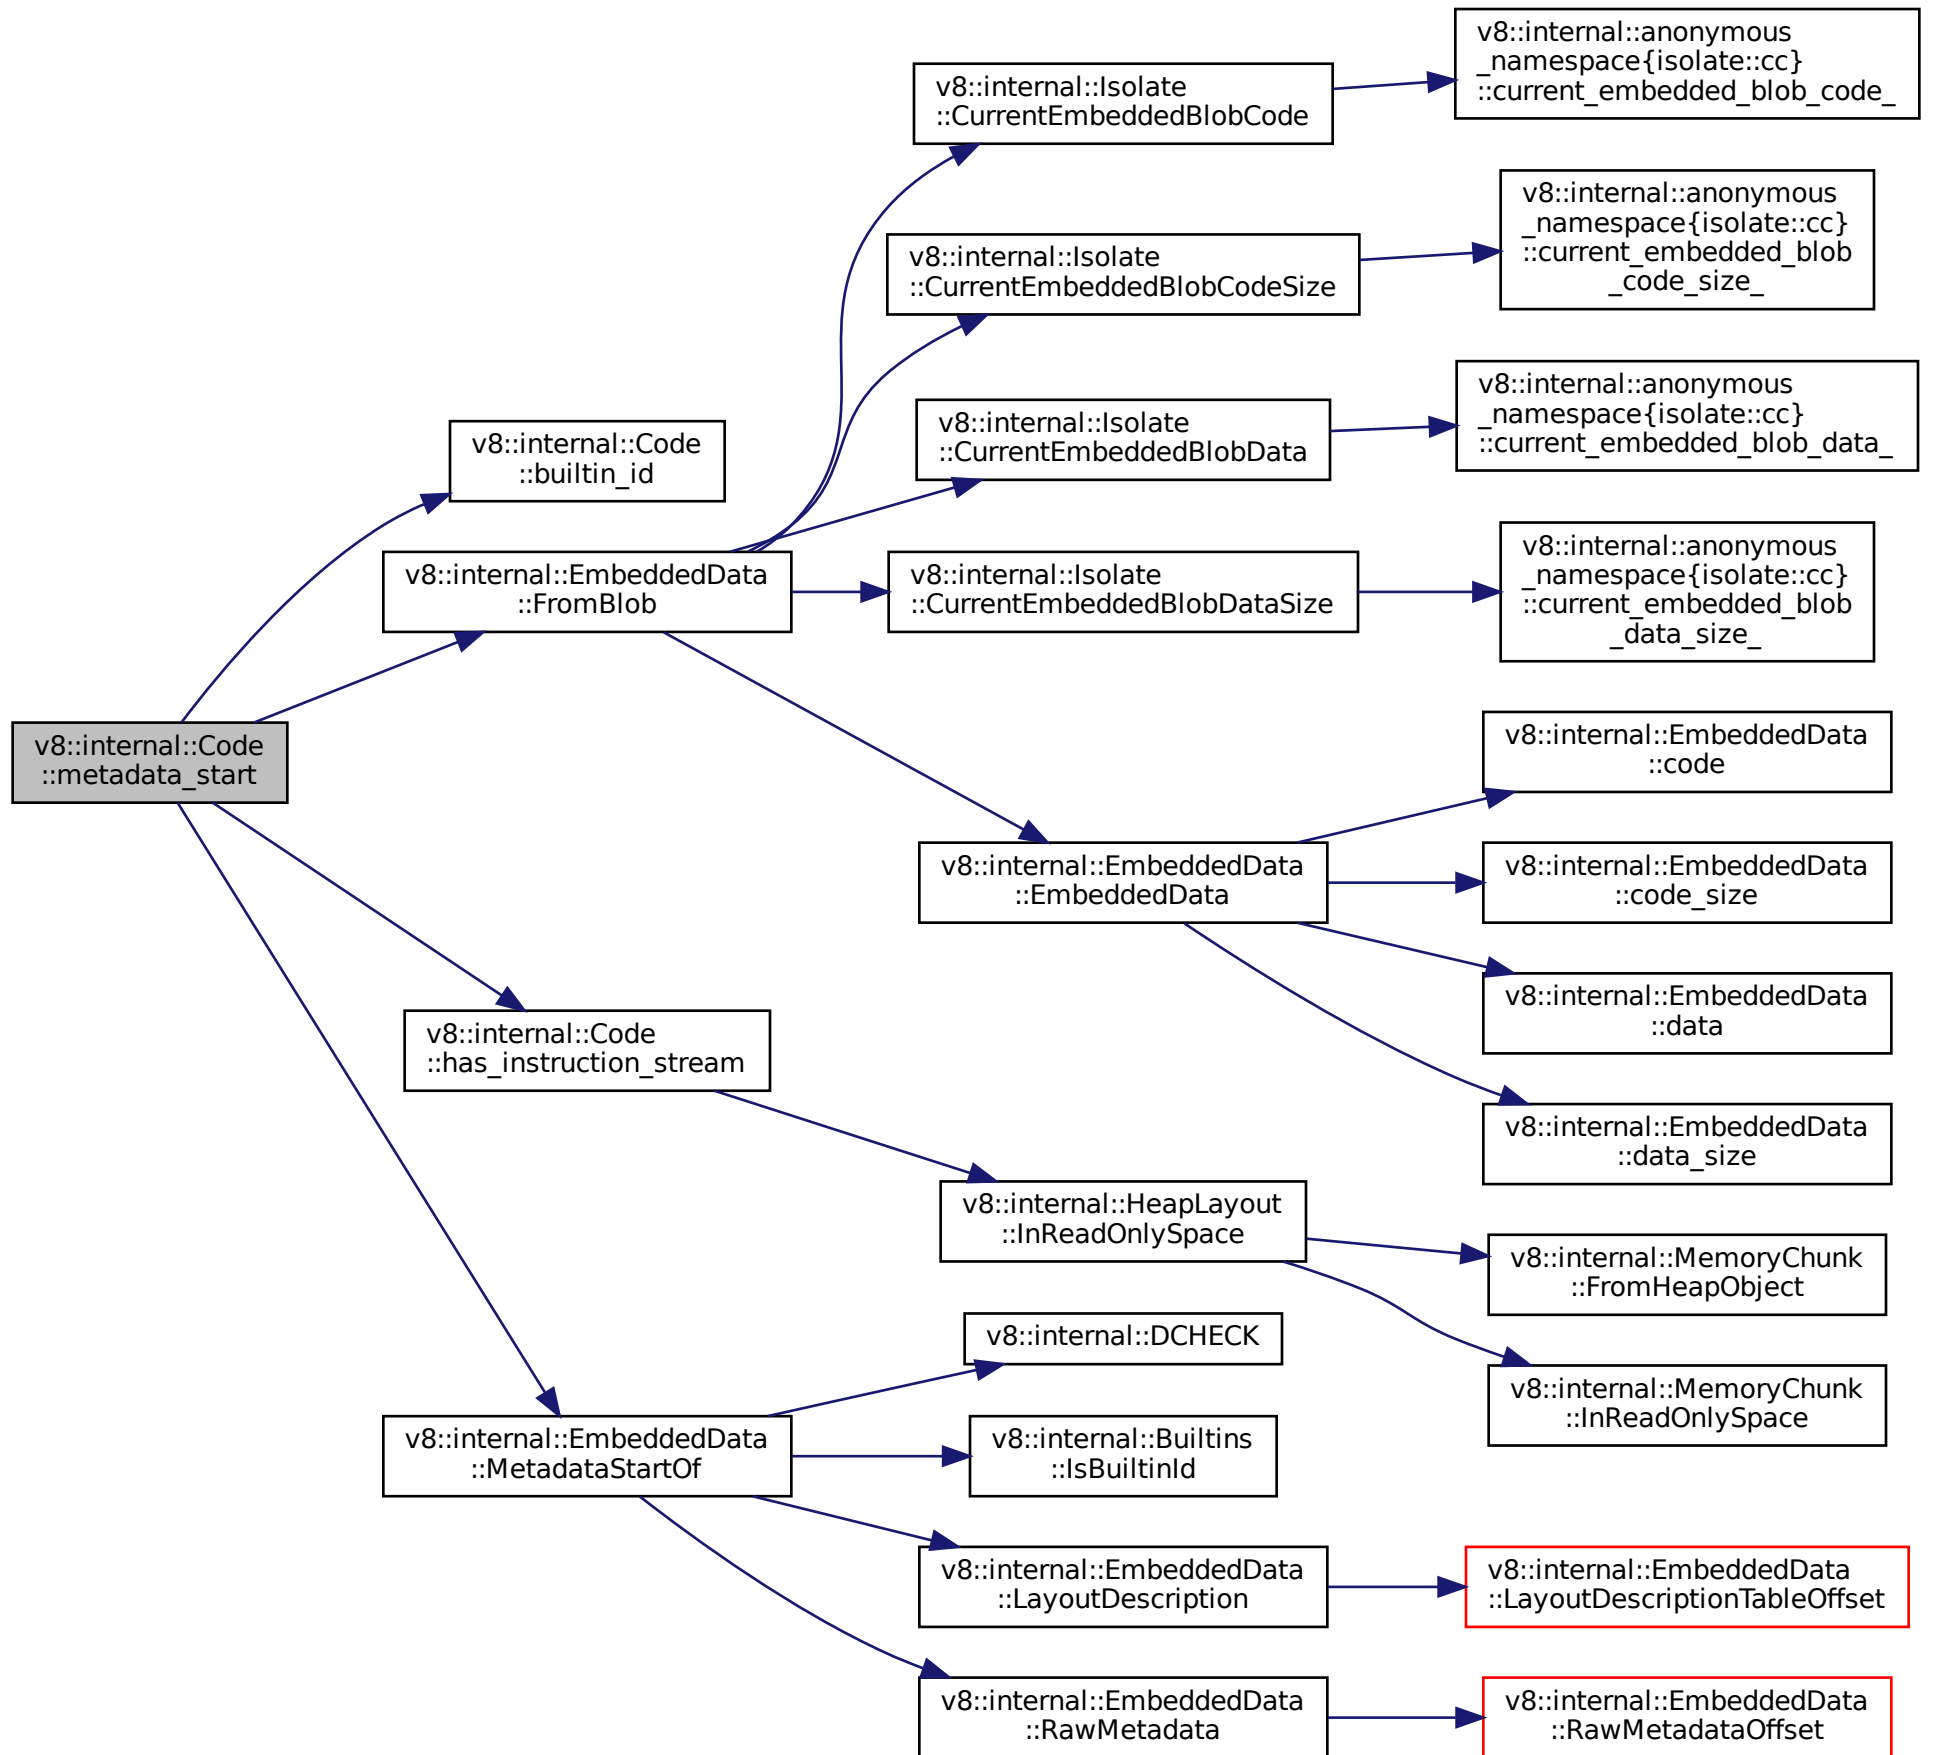 v8::internal::Code
::metadata_start
v8::internal::Code
::builtin_id
v8::internal::EmbeddedData
::FromBlob
v8::internal::Isolate
::CurrentEmbeddedBlobCode
v8::internal::anonymous
_namespace{isolate::cc}
::current_embedded_blob_code_
v8::internal::Isolate
::CurrentEmbeddedBlobCodeSize
v8::internal::anonymous
_namespace{isolate::cc}
::current_embedded_blob
_code_size_
v8::internal::Isolate
::CurrentEmbeddedBlobData
v8::internal::anonymous
_namespace{isolate::cc}
::current_embedded_blob_data_
v8::internal::Isolate
::CurrentEmbeddedBlobDataSize
v8::internal::anonymous
_namespace{isolate::cc}
::current_embedded_blob
_data_size_
v8::internal::EmbeddedData
::EmbeddedData
v8::internal::EmbeddedData
::code
v8::internal::EmbeddedData
::code_size
v8::internal::EmbeddedData
::data
v8::internal::EmbeddedData
::data_size
v8::internal::Code
::has_instruction_stream
v8::internal::HeapLayout
::InReadOnlySpace
v8::internal::MemoryChunk
::FromHeapObject
v8::internal::MemoryChunk
::InReadOnlySpace
v8::internal::EmbeddedData
::MetadataStartOf
v8::internal::DCHECK
v8::internal::Builtins
::IsBuiltinId
v8::internal::EmbeddedData
::LayoutDescription
v8::internal::EmbeddedData
::LayoutDescriptionTableOffset
v8::internal::EmbeddedData
::RawMetadata
v8::internal::EmbeddedData
::RawMetadataOffset